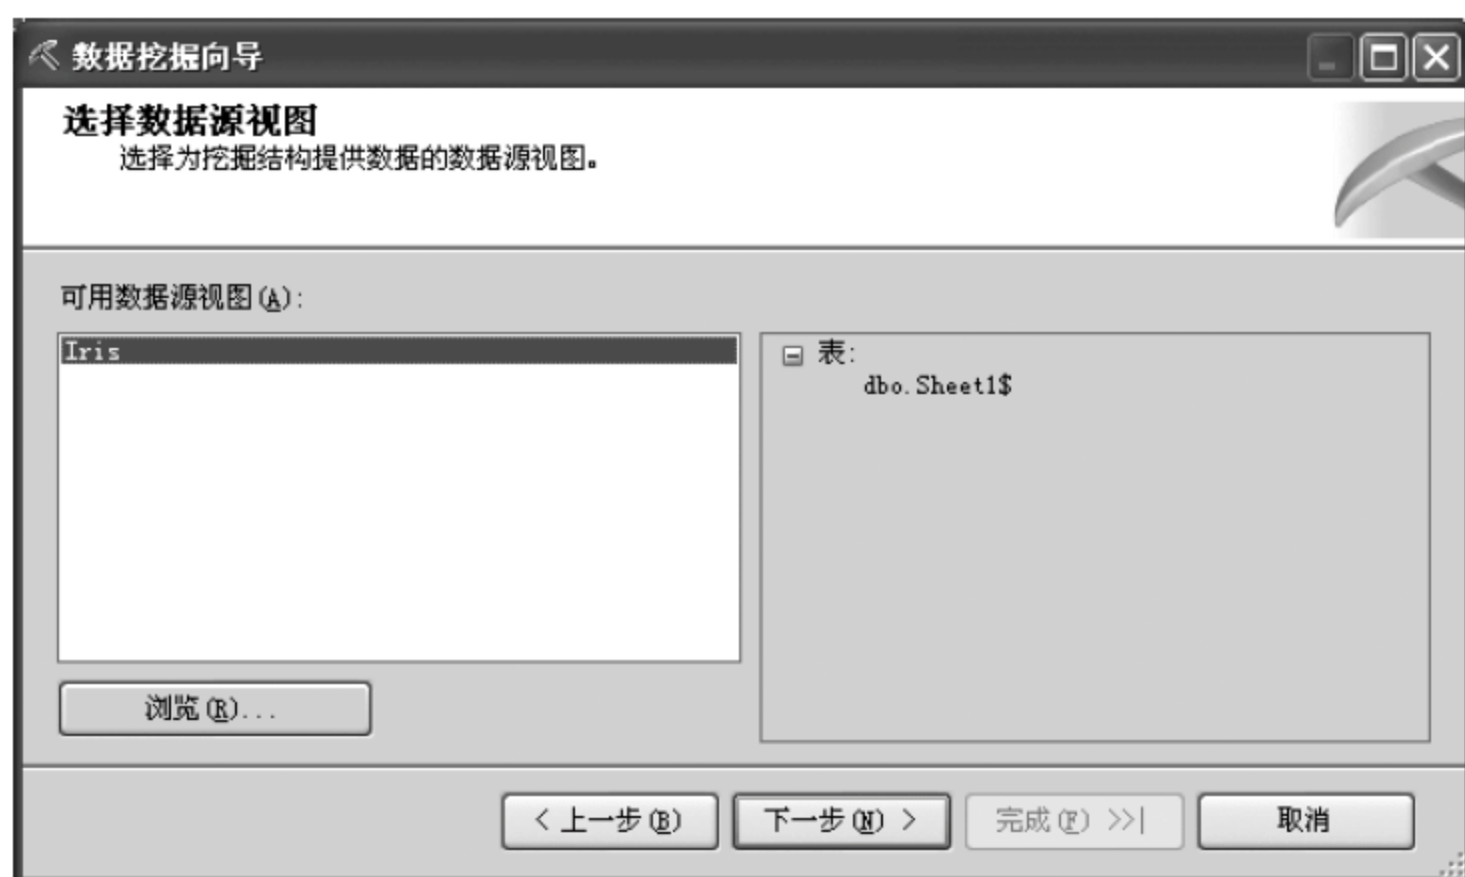 数据挖掘向导
选择数据源视图
选择为挖掘结构提供数据的数据源视图。
可用数据源视图(A):
Iris
表:
dbo.Sheet1$
浏览(R)...
< 上一步(B)
下一步(N) >
完成(F) >>|
取消